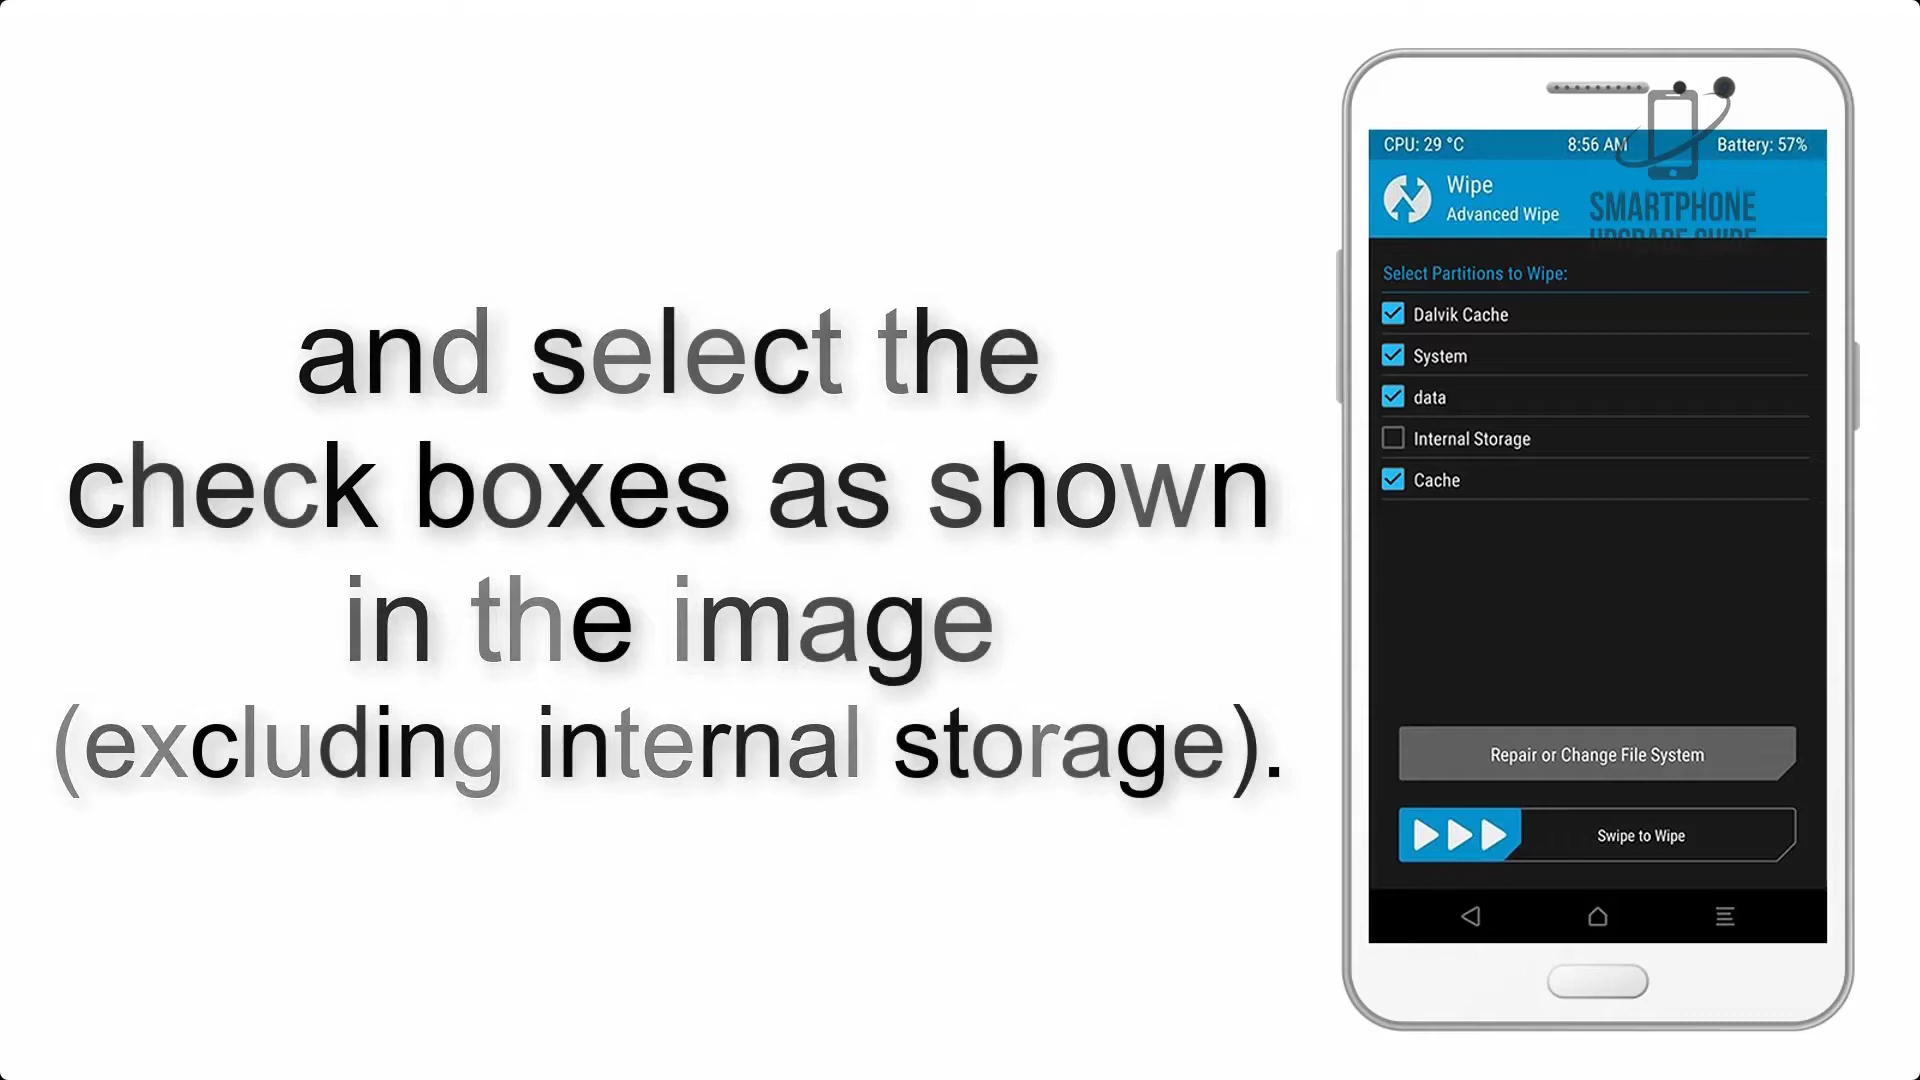 and select the
check boxes as shown
in the image
(excluding internal storage).
CPU: 29 °C 8:56 AM Battery: 57%
Wipe
Advanced Wipe
SMARTPHONE
UPGRADE GUIDE
Select Partitions to Wipe:
Dalvik Cache
System
data
Internal Storage
Cache
Repair or Change File System
Swipe to Wipe